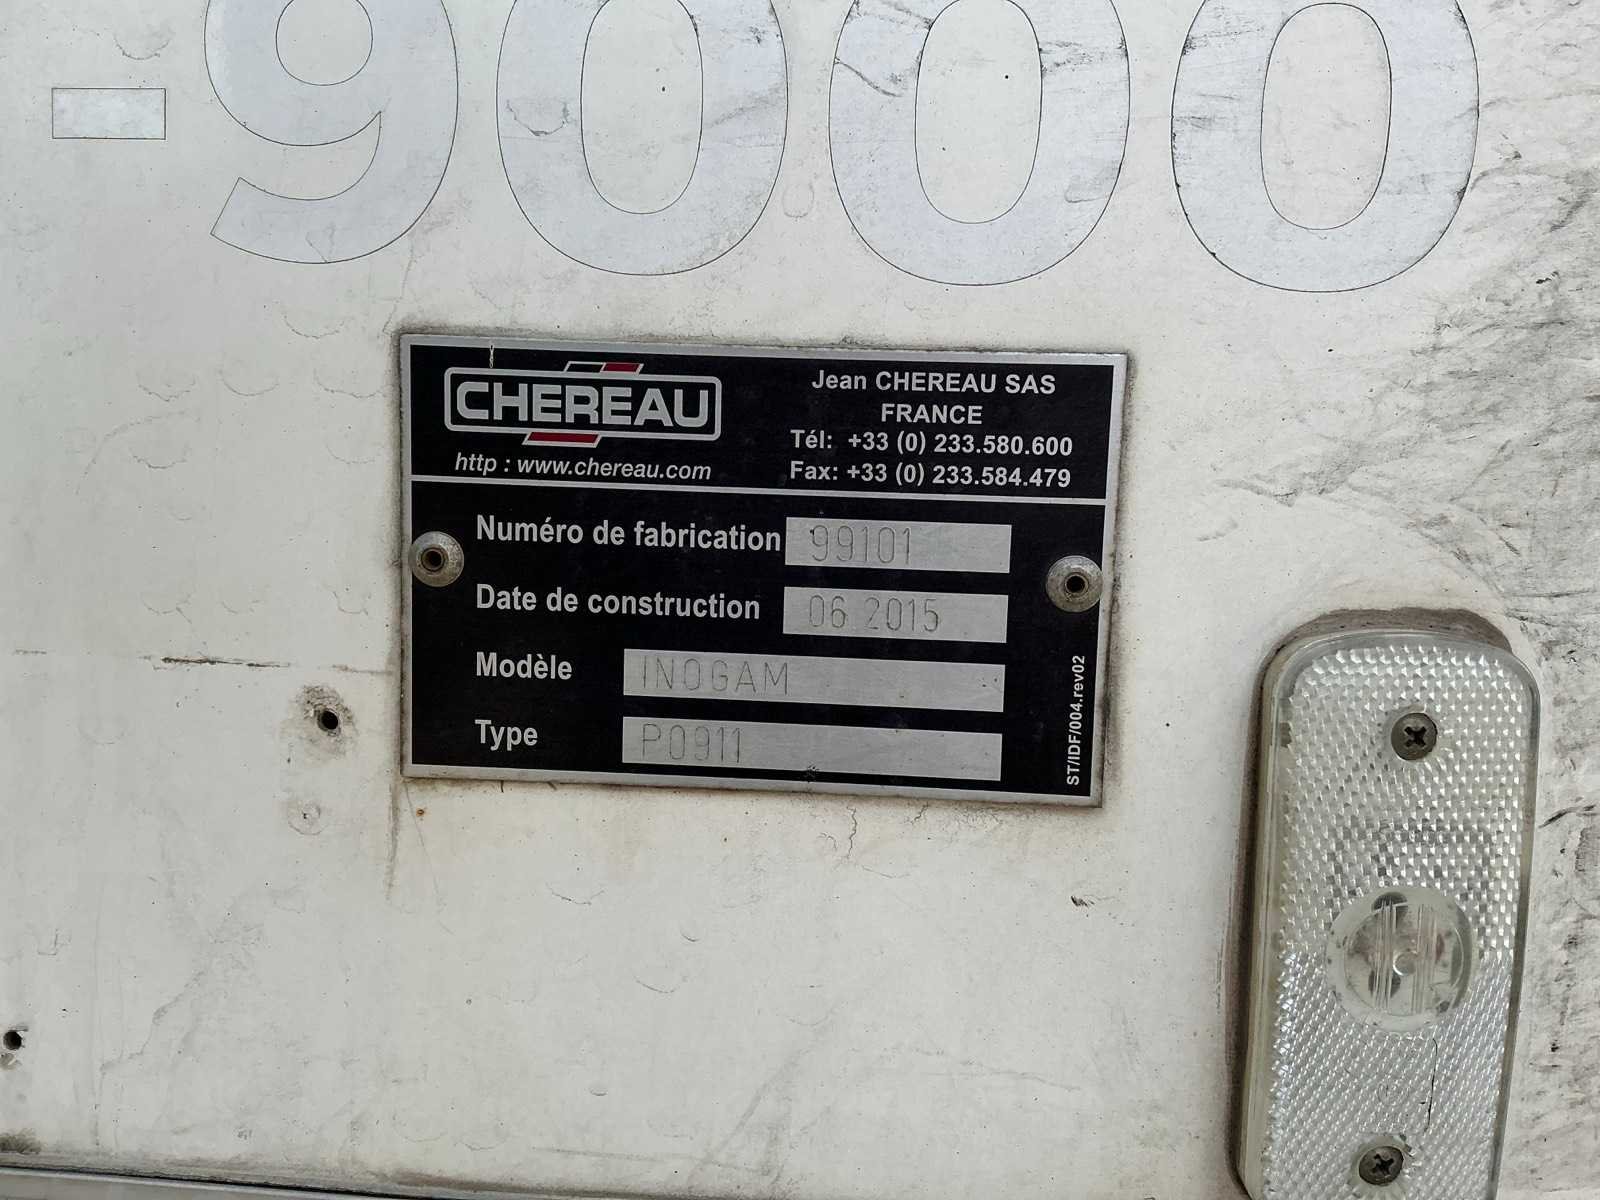 -9000
CHEREAU
http : www.chereau.com
Jean CHEREAU SAS
FRANCE
Tél: +33 (0) 233.580.600
Fax: +33 (0) 233.584.479
Numéro de fabrication 99101
Date de construction 06 2015
Modèle INOGAM
Type P0911
ST/IDF/004.rev02